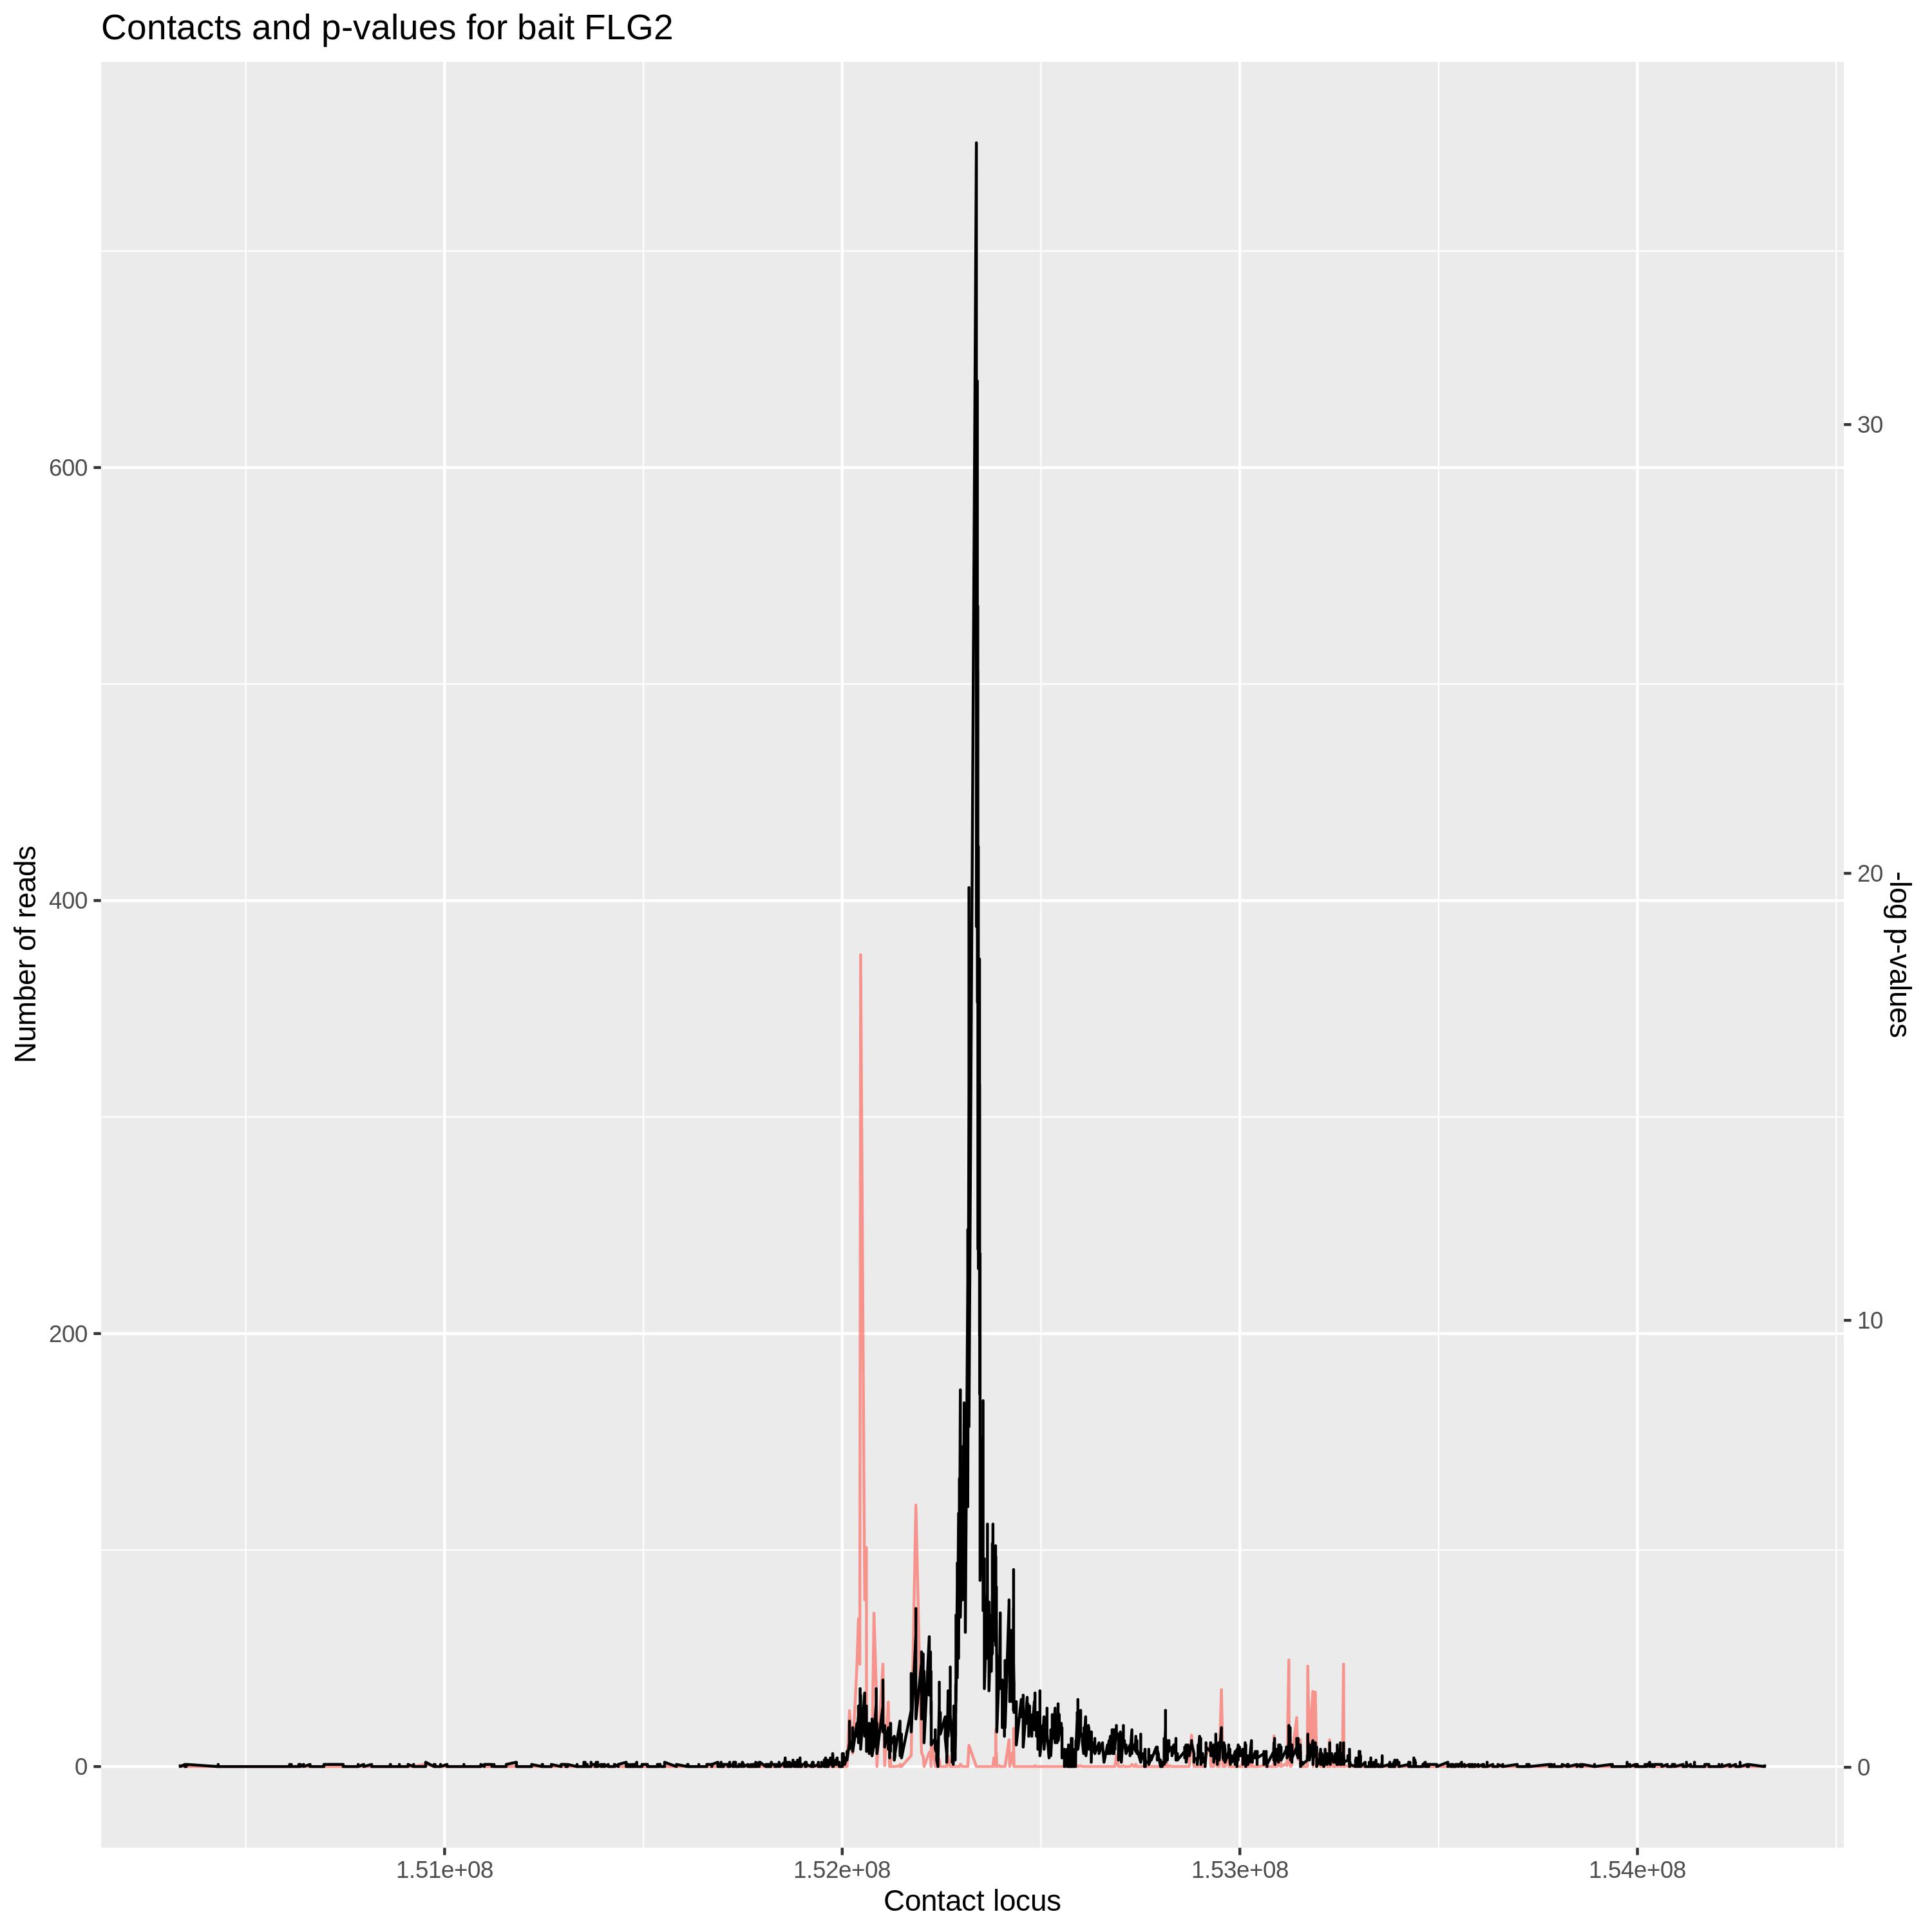 Contacts and p-values for bait FLG2
Number of reads
600
400
200
0
30
20
10
0
-log p-values
1.51e+08
1.52e+08
1.53e+08
1.54e+08
Contact locus